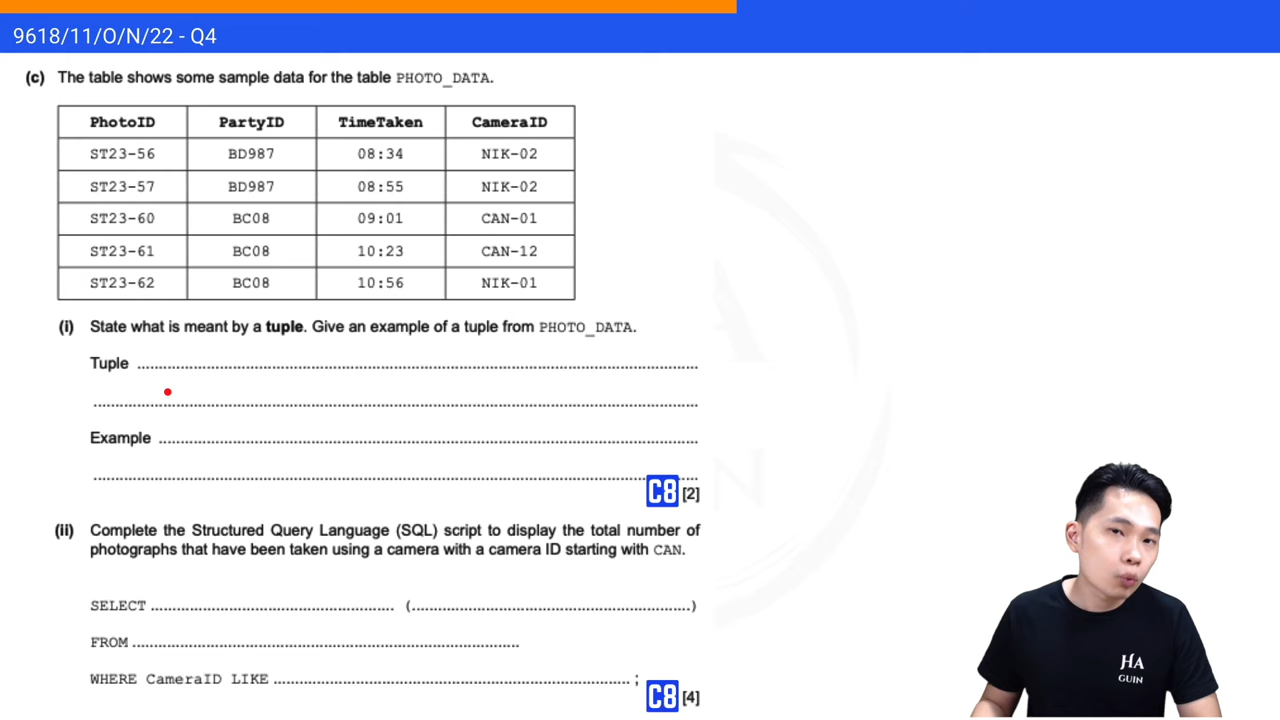 9618/11/O/N/22 - Q4
(c) The table shows some sample data for the table PHOTO_DATA.
PhotoID PartyID TimeTaken CameraID
ST23-56 BD987 08:34 NIK-02
ST23-57 BD987 08:55 NIK-02
ST23-60 BC08 09:01 CAN-01
ST23-61 BC08 10:23 CAN-12
ST23-62 BC08 10:56 NIK-01
(i) State what is meant by a tuple. Give an example of a tuple from PHOTO_DATA.
Tuple ................................................................
................................................................
Example ................................................................
................................................................
C8 [2]
(ii) Complete the Structured Query Language (SQL) script to display the total number of
photographs that have been taken using a camera with a camera ID starting with CAN.
SELECT ................................ (................................)
FROM ................................................
WHERE CameraID LIKE ................................................ ;
C8 [4]
HA
GUIN